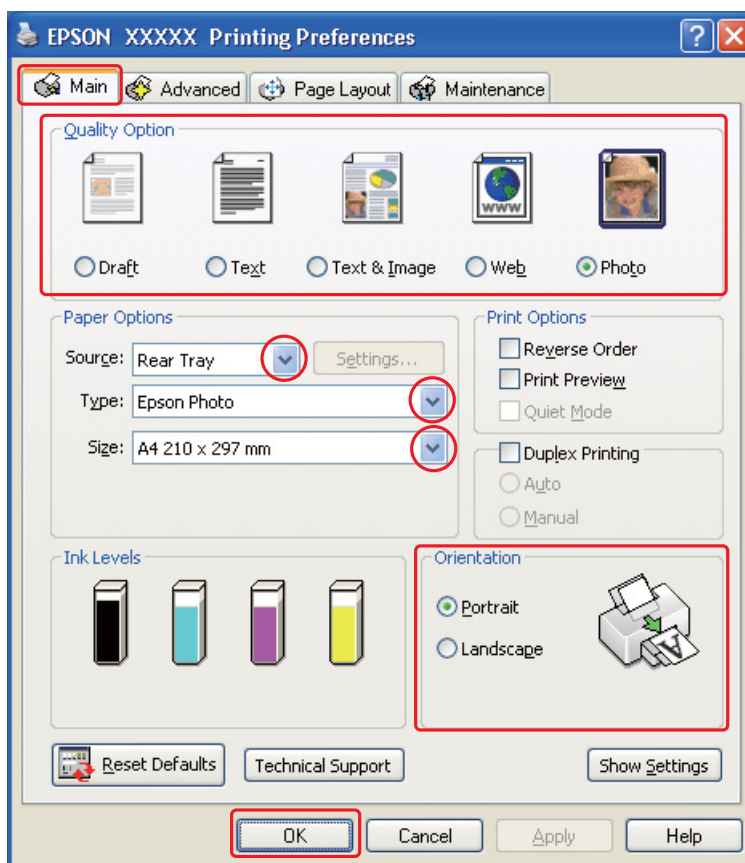 EPSON XXXXX Printing Preferences
Main Advanced Page Layout Maintenance
Quality Option
www
Draft Text Text & Image Web Photo
Paper Options
Source: Rear Tray Settings...
Type: Epson Photo
Size: A4 210 x 297 mm
Print Options
Reverse Order
Print Preview
Quiet Mode
Duplex Printing
Auto
Manual
Ink Levels
Orientation
Portrait
Landscape
A
Reset Defaults Technical Support Show Settings
OK Cancel Apply Help